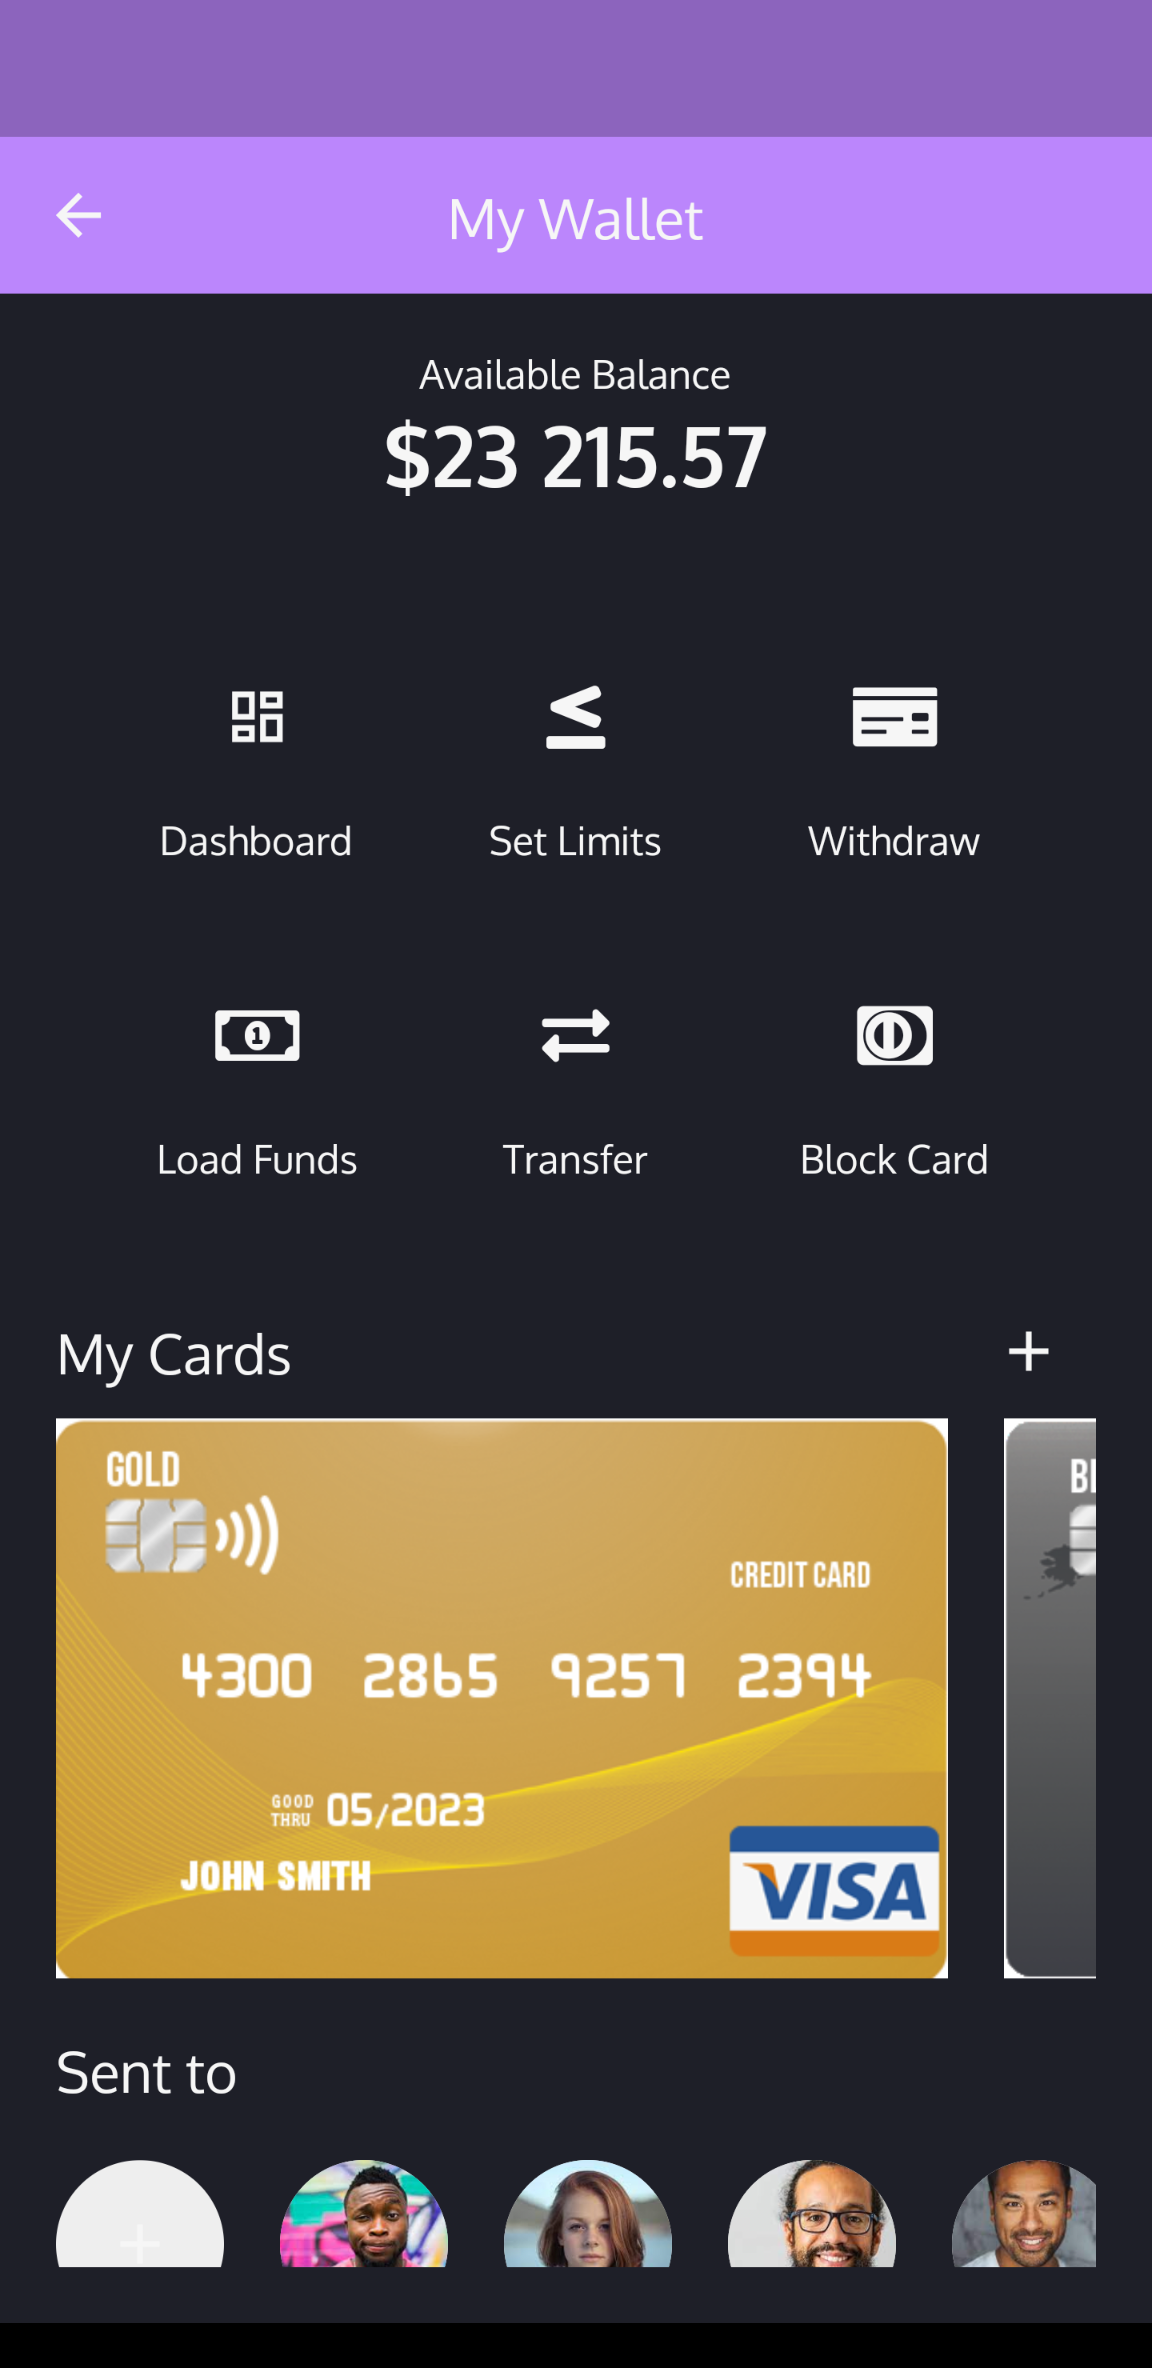 My Wallet
Available Balance
$23 215.57
Dashboard
Set Limits
Withdraw
Load Funds
Transfer
Block Card
My Cards
GOLD
CREDIT CARD
4300 2865 9257 2394
GOOD
THRU 05/2023
JOHN SMITH
VISA
Sent to